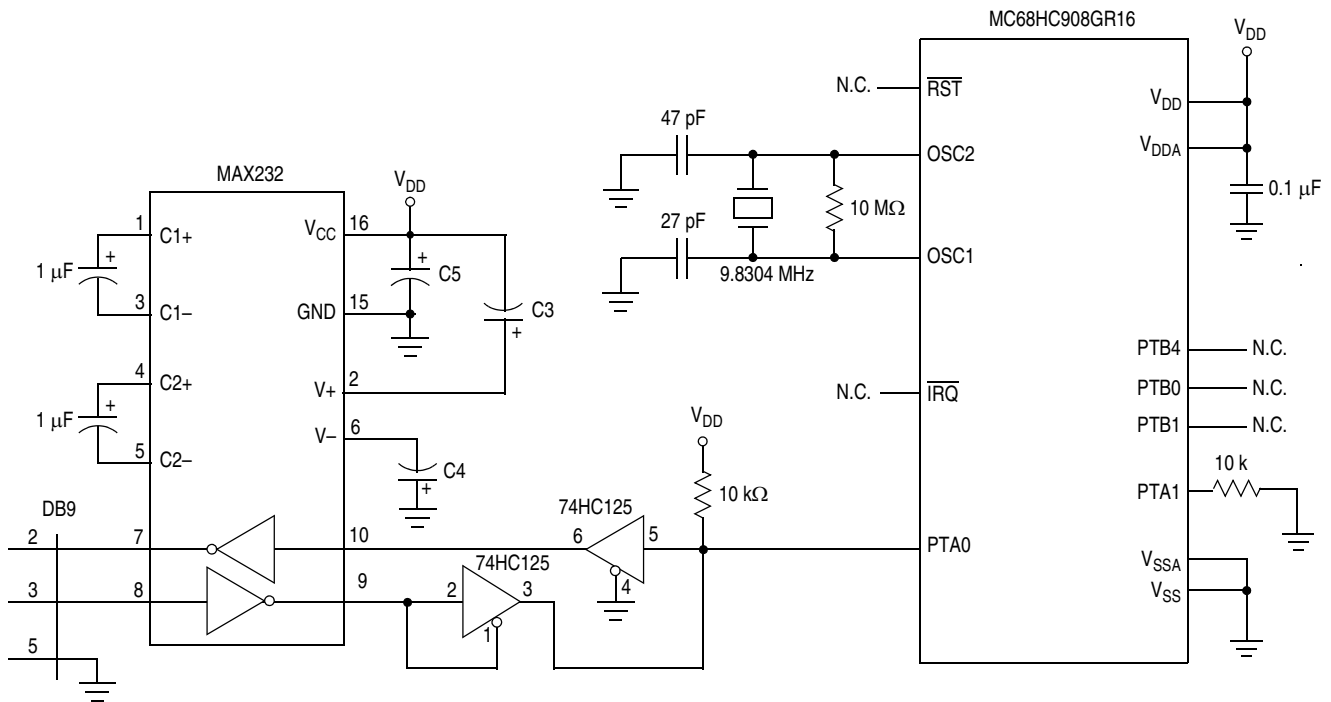 MC68HC908GR16
V_DD
N.C.
RST
V_DD
V_DDA
0.1 μF
47 pF
OSC2
10 MΩ
27 pF
OSC1
9.8304 MHz
MAX232
V_DD
1
C1+
V_CC
16
1 μF
+
+
C5
3
C1–
GND
15
C3
+
4
C2+
V+
2
1 μF
+
5
C2–
V–
6
C4
+
N.C.
IRQ
PTB4
N.C.
PTB0
N.C.
PTB1
N.C.
V_DD
10 kΩ
10 k
PTA1
DB9
74HC125
2
7
10
6
5
4
PTA0
74HC125
3
8
9
2
3
1
5
V_SSA
V_SS